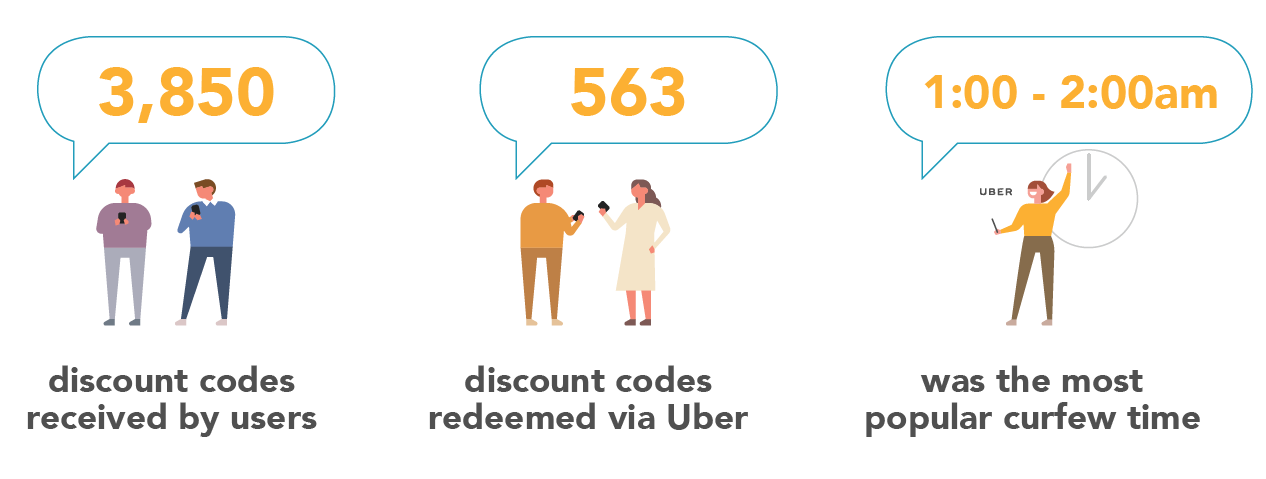 3,850
discount codes
received by users
563
discount codes
redeemed via Uber
1:00 - 2:00am
UBER
was the most
popular curfew time